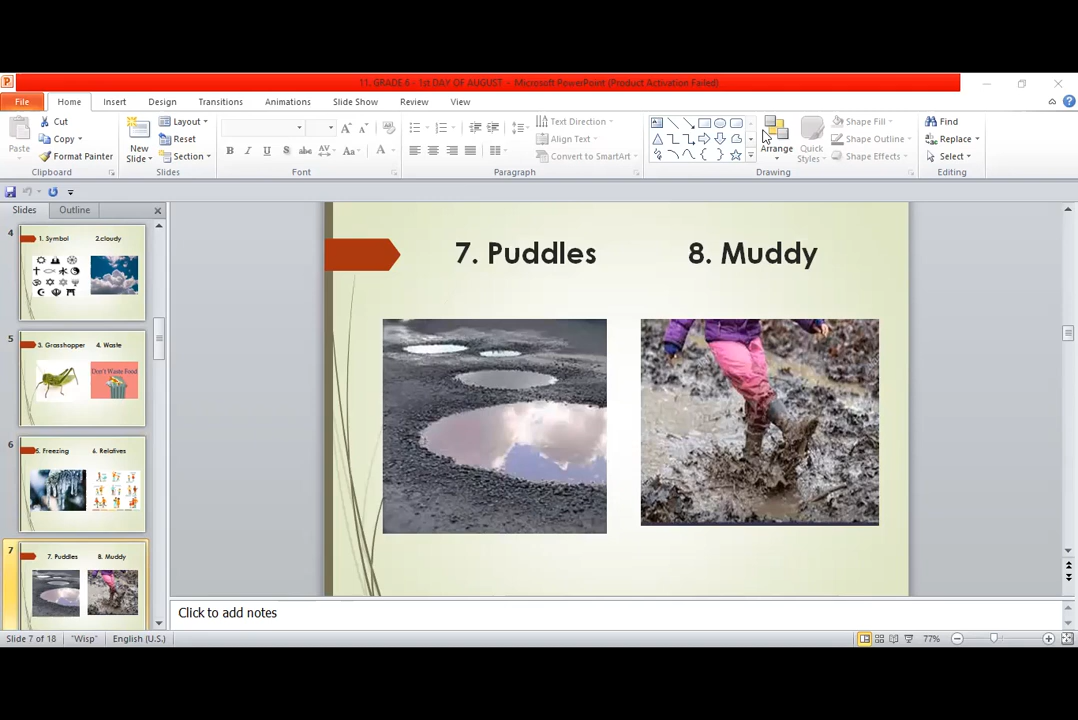 11. GRADE 6 - 1st DAY OF AUGUST - Microsoft PowerPoint (Product Activation Failed)
File Home Insert Design Transitions Animations Slide Show Review View
Paste
Cut
Copy
Format Painter
Clipboard
New Slide
Layout
Reset
Section
Slides
B I U S abc AV Aa A
Font
Text Direction
Align Text
Convert to SmartArt
Paragraph
Arrange
Quick Styles
Shape Fill
Shape Outline
Shape Effects
Drawing
Find
Replace
Select
Editing
Slides Outline
4
1. Symbol 2.cloudy
5
3. Grasshopper 4. Waste
Don't Waste Food
6
5. Freezing 6. Relatives
7
7. Puddles 8. Muddy
7. Puddles 8. Muddy
Click to add notes
Slide 7 of 18 "Wisp" English (U.S.) 77%